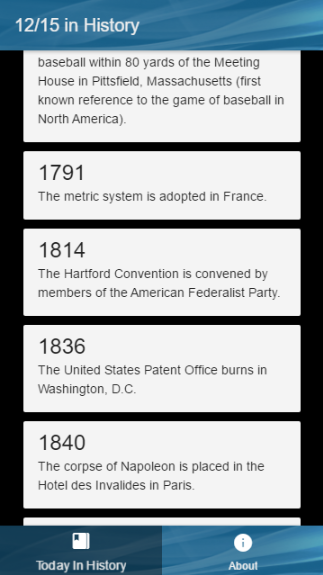 12/15 in History
baseball within 80 yards of the Meeting
House in Pittsfield, Massachusetts (first
known reference to the game of baseball in
North America).
1791
The metric system is adopted in France.
1814
The Hartford Convention is convened by
members of the American Federalist Party.
1836
The United States Patent Office burns in
Washington, D.C.
1840
The corpse of Napoleon is placed in the
Hotel des Invalides in Paris.
Today In History
About